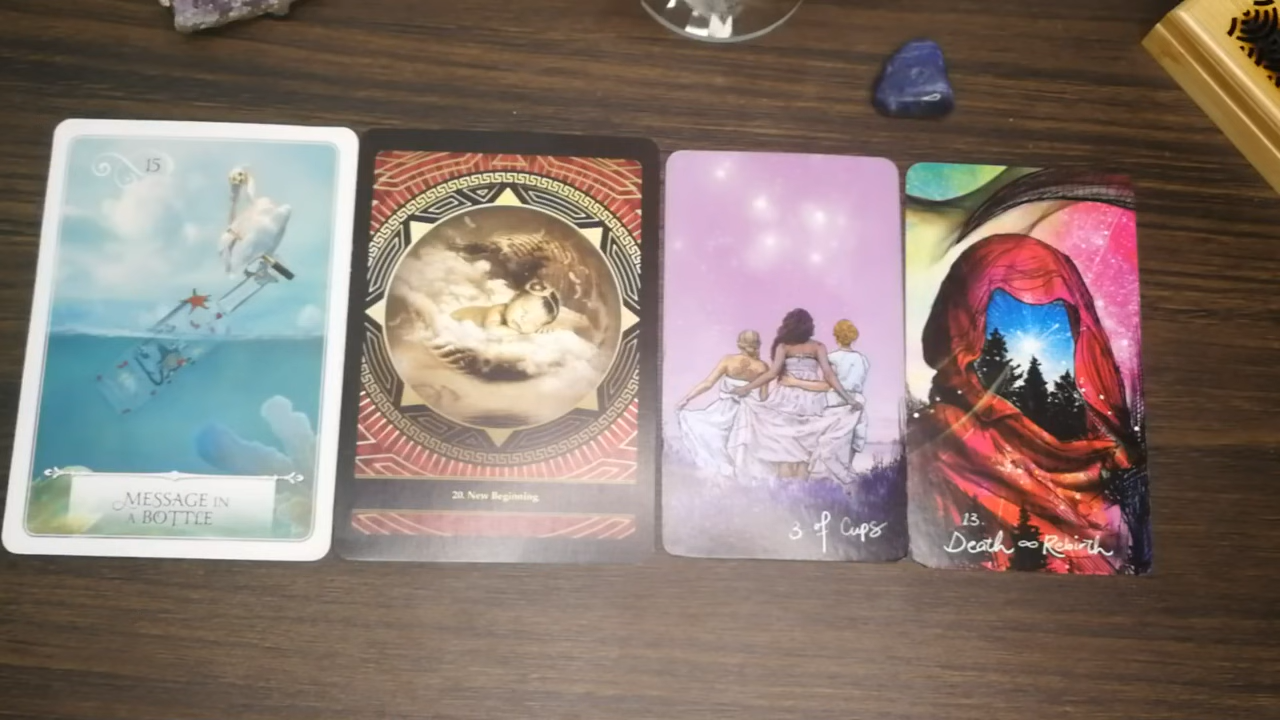 15
MESSAGE IN
A BOTTLE
20. New Beginning
3 of Cups
13.
Death ∞ Rebirth